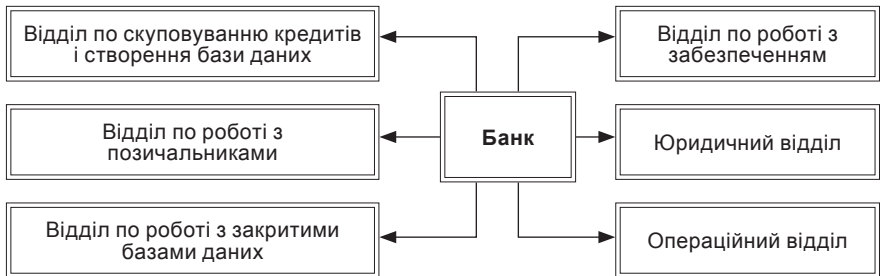 Відділ по скуповуванню кредитів
і створення бази даних
Відділ по роботі з
забезпеченням
Відділ по роботі з
позичальниками
Банк
Юридичний відділ
Відділ по роботі з закритими
базами даних
Операційний відділ